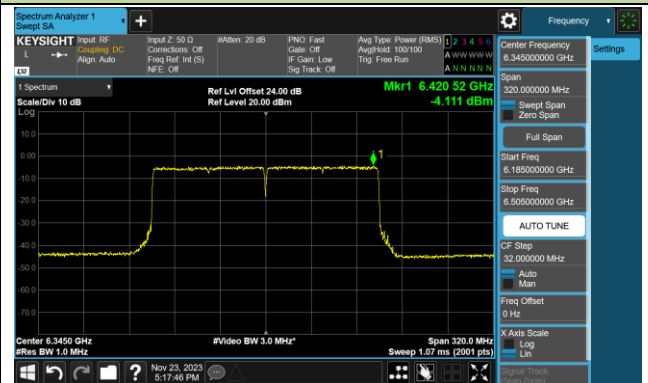 Spectrum Analyzer 1
Swept SA
Frequency
KEYSIGHT
Input: RF
Coupling: DC
Align: Auto
Input Z: 50 Ω
Corrections: Off
Freq Ref: Int (S)
NFE: Off
#Atten: 20 dB
PNO: Fast
Gate: Off
IF Gain: Low
Sig Track: Off
Avg Type: Power (RMS)
Avg|Hold: 100/100
Trig: Free Run
1 2 3 4 5 6
A W W W W W
A N N N N N
L
LXI
Center Frequency
6.345000000 GHz
Settings
Span
320.000000 MHz
Swept Span
Zero Span
Full Span
Start Freq
6.185000000 GHz
Stop Freq
6.505000000 GHz
AUTO TUNE
CF Step
32.000000 MHz
Auto
Man
Freq Offset
0 Hz
X Axis Scale
Log
Lin
Signal Track
(Span Zoom)
1 Spectrum
Scale/Div 10 dB
Log
Ref Lvl Offset 24.00 dB
Ref Level 20.00 dBm
Mkr1 6.420 52 GHz
-4.111 dBm
10.0
0.00
-10.0
-20.0
-30.0
-40.0
-50.0
-60.0
-70.0
1
Center 6.3450 GHz
#Res BW 1.0 MHz
#Video BW 3.0 MHz*
Span 320.0 MHz
Sweep 1.07 ms (2001 pts)
Nov 23, 2023
5:17:46 PM